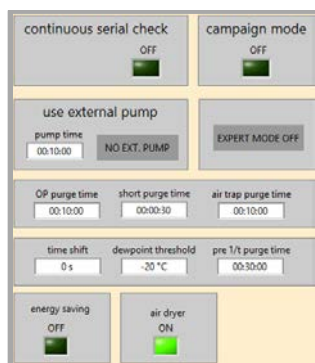 continuous serial check
OFF
campaign mode
OFF
use external pump
pump time
00:10:00
NO EXT. PUMP
EXPERT MODE OFF
OP purge time
short purge time
air trap purge time
00:10:00
00:00:30
00:10:00
time shift
dewpoint threshold
pre 1/t purge time
0 s
-20 °C
00:30:00
energy saving
OFF
air dryer
ON